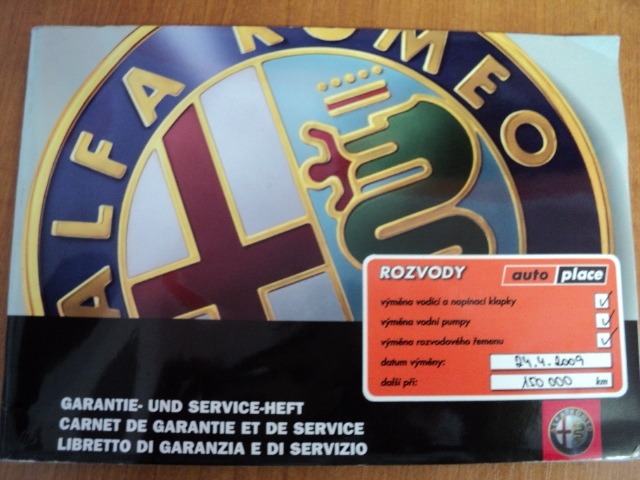 ALFA ROMEO
ROZVODY
auto place
výměna vodící a napínací kladky
výměna vodní pumpy
výměna rozvodového řemenu
datum výměny: 24.4.2009
další při: 150 000 km
GARANTIE- UND SERVICE-HEFT
CARNET DE GARANTIE ET DE SERVICE
LIBRETTO DI GARANZIA E DI SERVIZIO